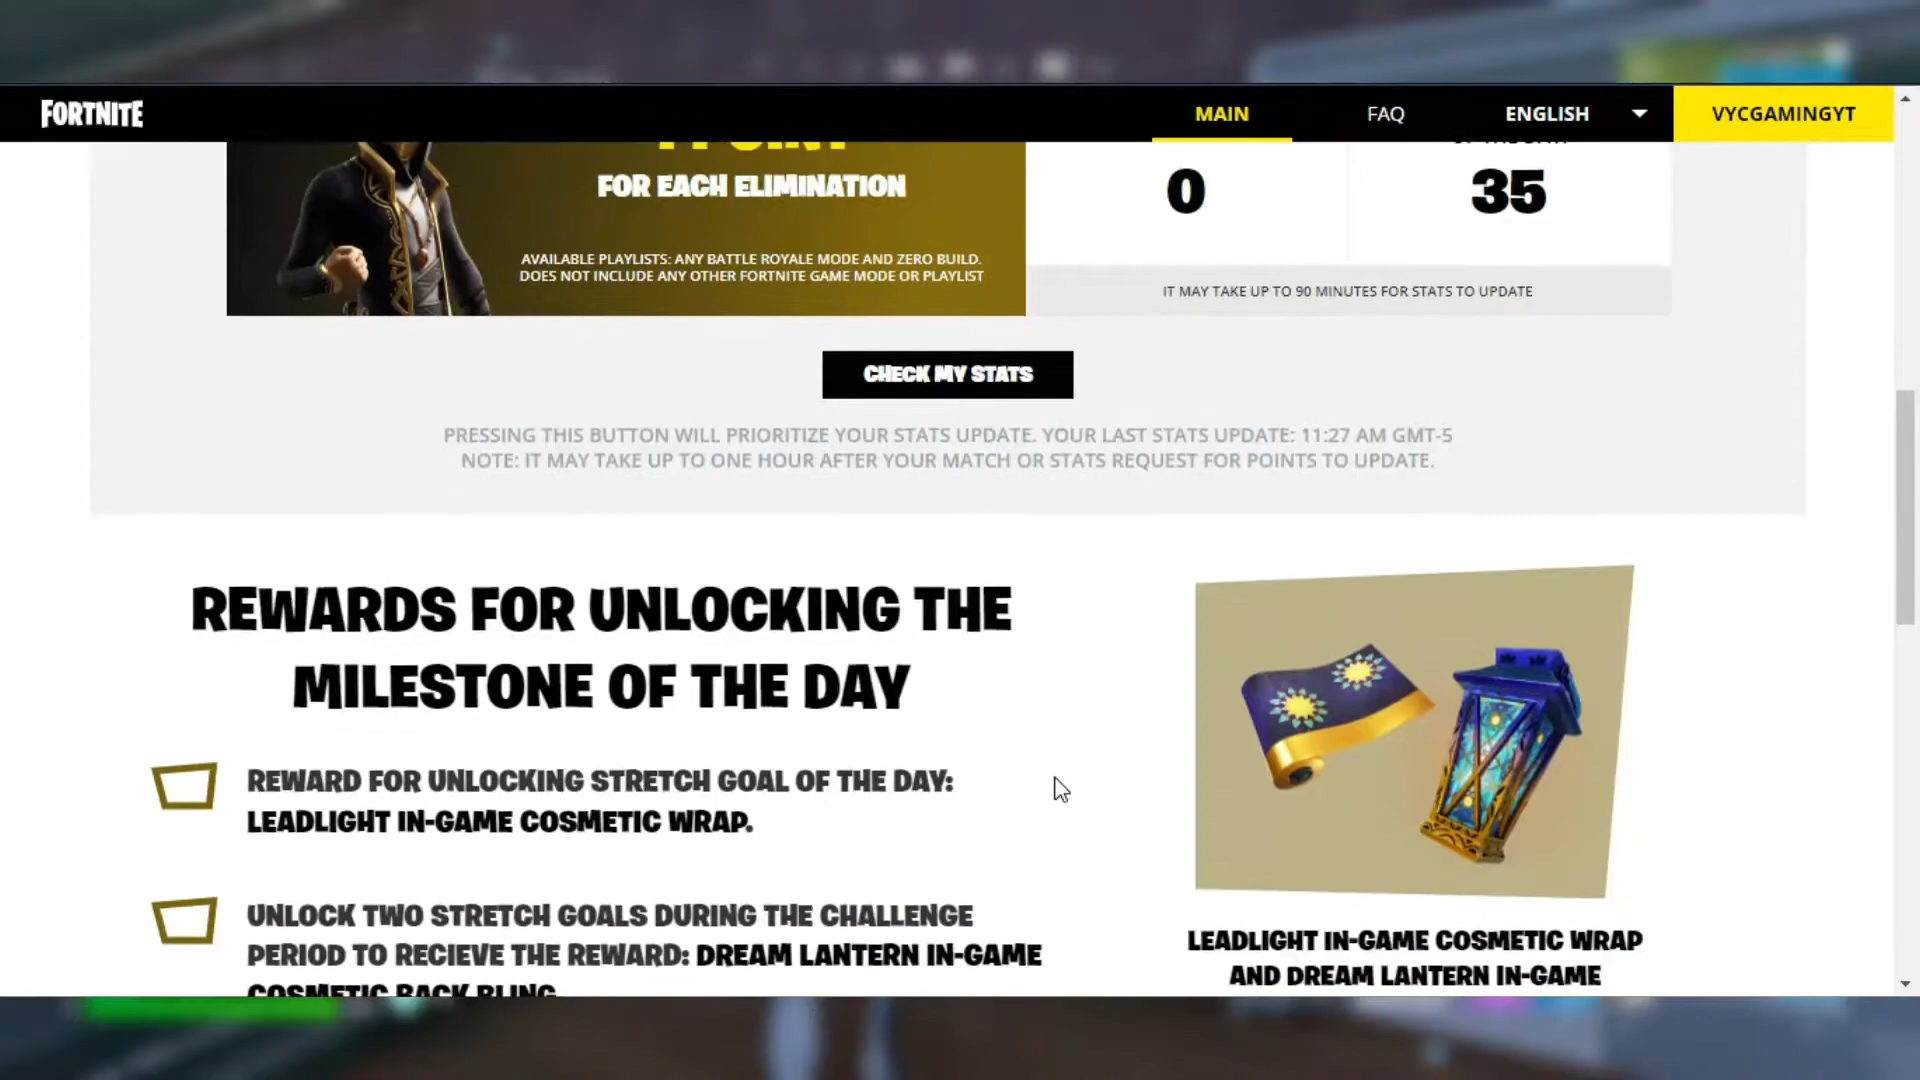 FORTNITE
MAIN
FAQ
ENGLISH
VYCGAMINGYT
FOR EACH ELIMINATION
AVAILABLE PLAYLISTS: ANY BATTLE ROYALE MODE AND ZERO BUILD.
DOES NOT INCLUDE ANY OTHER FORTNITE GAME MODE OR PLAYLIST
0
35
IT MAY TAKE UP TO 90 MINUTES FOR STATS TO UPDATE
CHECK MY STATS
PRESSING THIS BUTTON WILL PRIORITIZE YOUR STATS UPDATE. YOUR LAST STATS UPDATE: 11:27 AM GMT-5
NOTE: IT MAY TAKE UP TO ONE HOUR AFTER YOUR MATCH OR STATS REQUEST FOR POINTS TO UPDATE.
REWARDS FOR UNLOCKING THE
MILESTONE OF THE DAY
REWARD FOR UNLOCKING STRETCH GOAL OF THE DAY:
LEADLIGHT IN-GAME COSMETIC WRAP.
UNLOCK TWO STRETCH GOALS DURING THE CHALLENGE
PERIOD TO RECIEVE THE REWARD: DREAM LANTERN IN-GAME
COSMETIC BACK BLING
LEADLIGHT IN-GAME COSMETIC WRAP
AND DREAM LANTERN IN-GAME